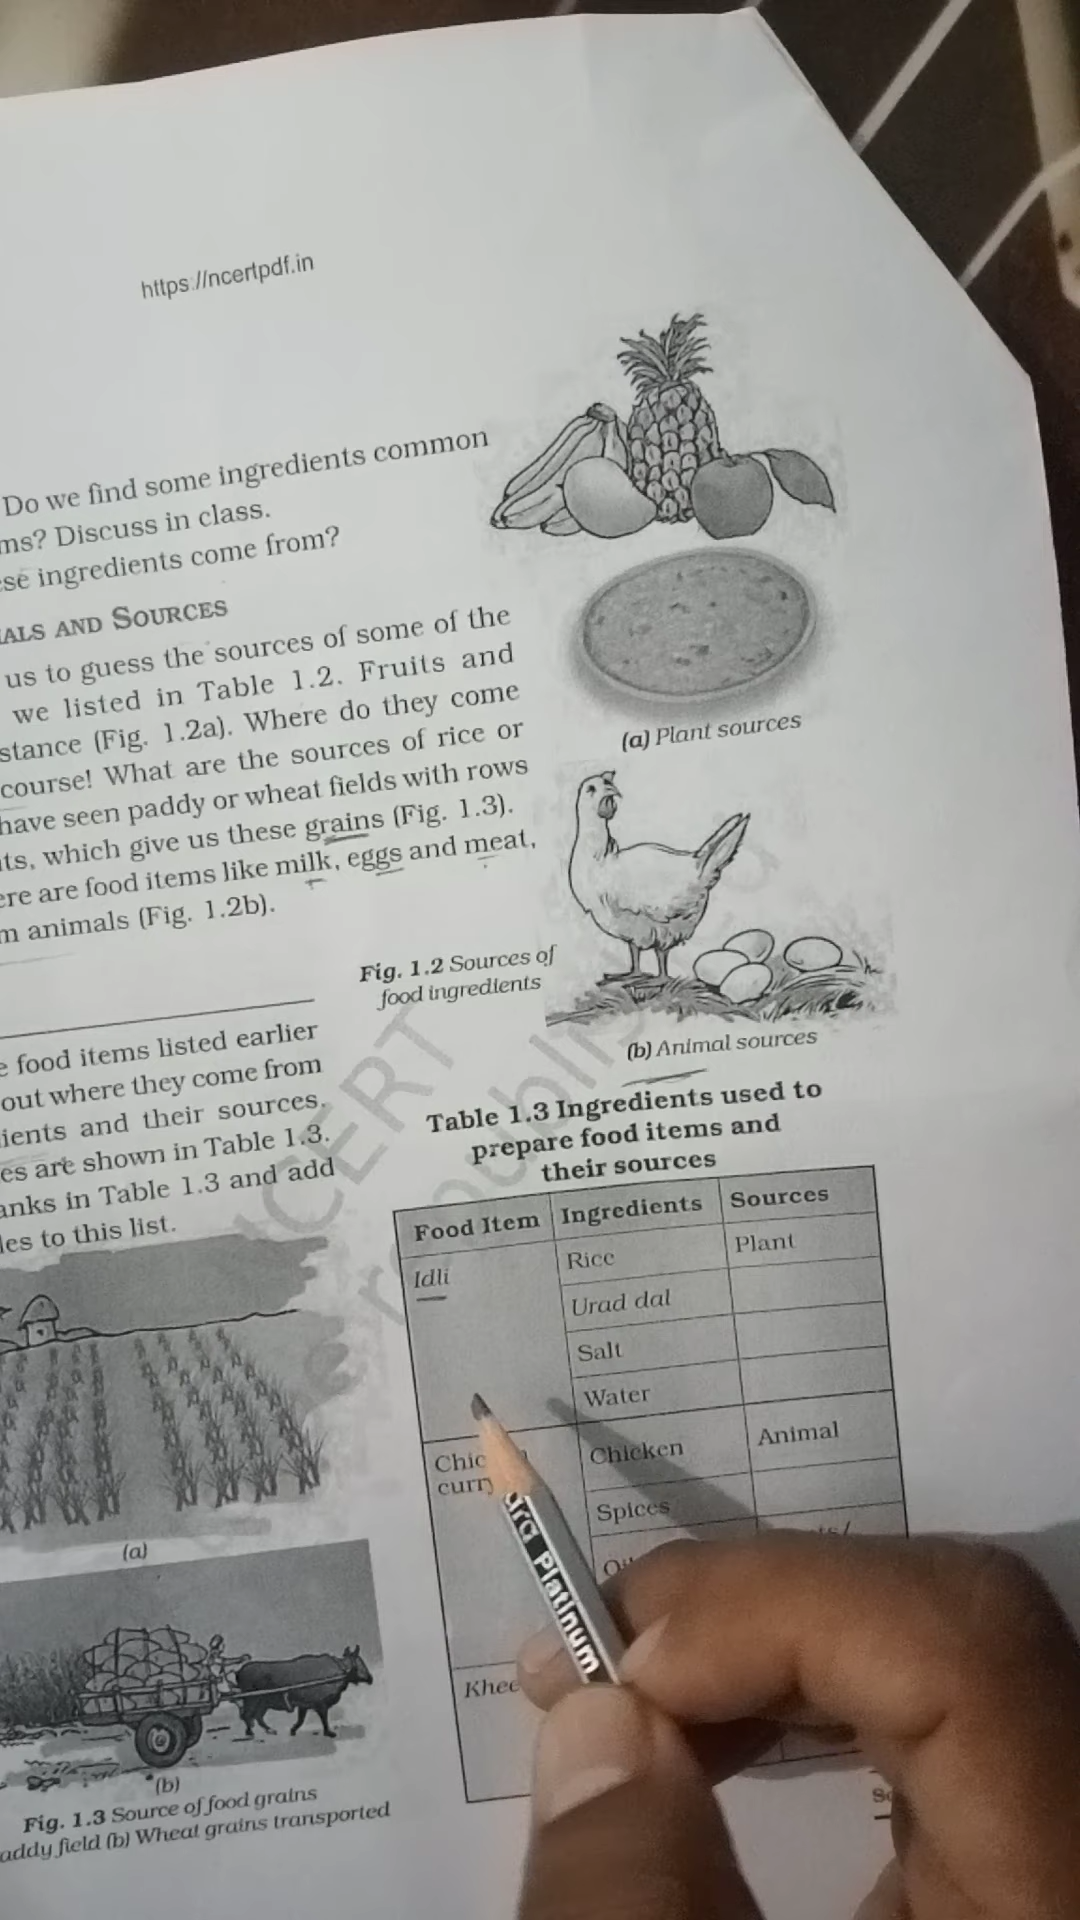 https://ncertpdf.in
Do we find some ingredients common
ms? Discuss in class.
ese ingredients come from?
IALS AND SOURCES
us to guess the sources of some of the
we listed in Table 1.2. Fruits and
stance (Fig. 1.2a). Where do they come
course! What are the sources of rice or
have seen paddy or wheat fields with rows
ts, which give us these grains (Fig. 1.3).
ere are food items like milk, eggs and meat,
m animals (Fig. 1.2b).
(a) Plant sources
Fig. 1.2 Sources of
food ingredients
(b) Animal sources
e food items listed earlier
out where they come from
ients and their sources.
es are shown in Table 1.3.
anks in Table 1.3 and add
les to this list.
Table 1.3 Ingredients used to
prepare food items and
their sources
Food Item Ingredients Sources
Idli Rice Plant
Urad dal
Salt
Water
Chicken Animal
curry
Spices
Khee
(a)
(b)
Fig. 1.3 Source of food grains
addy field (b) Wheat grains transported
NCERT
republi
ara Platinum